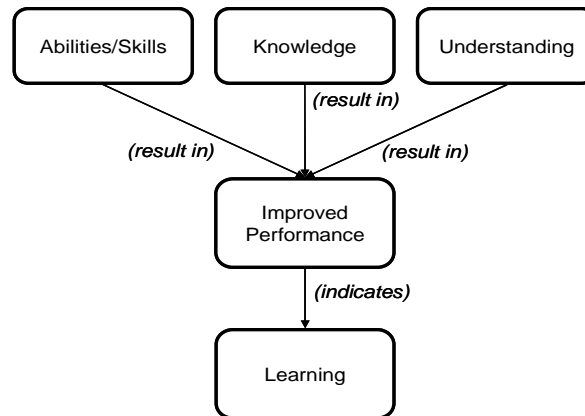 Abilities/Skills
Knowledge
Understanding
(result in)
(result in)
(result in)
Improved
Performance
(indicates)
Learning